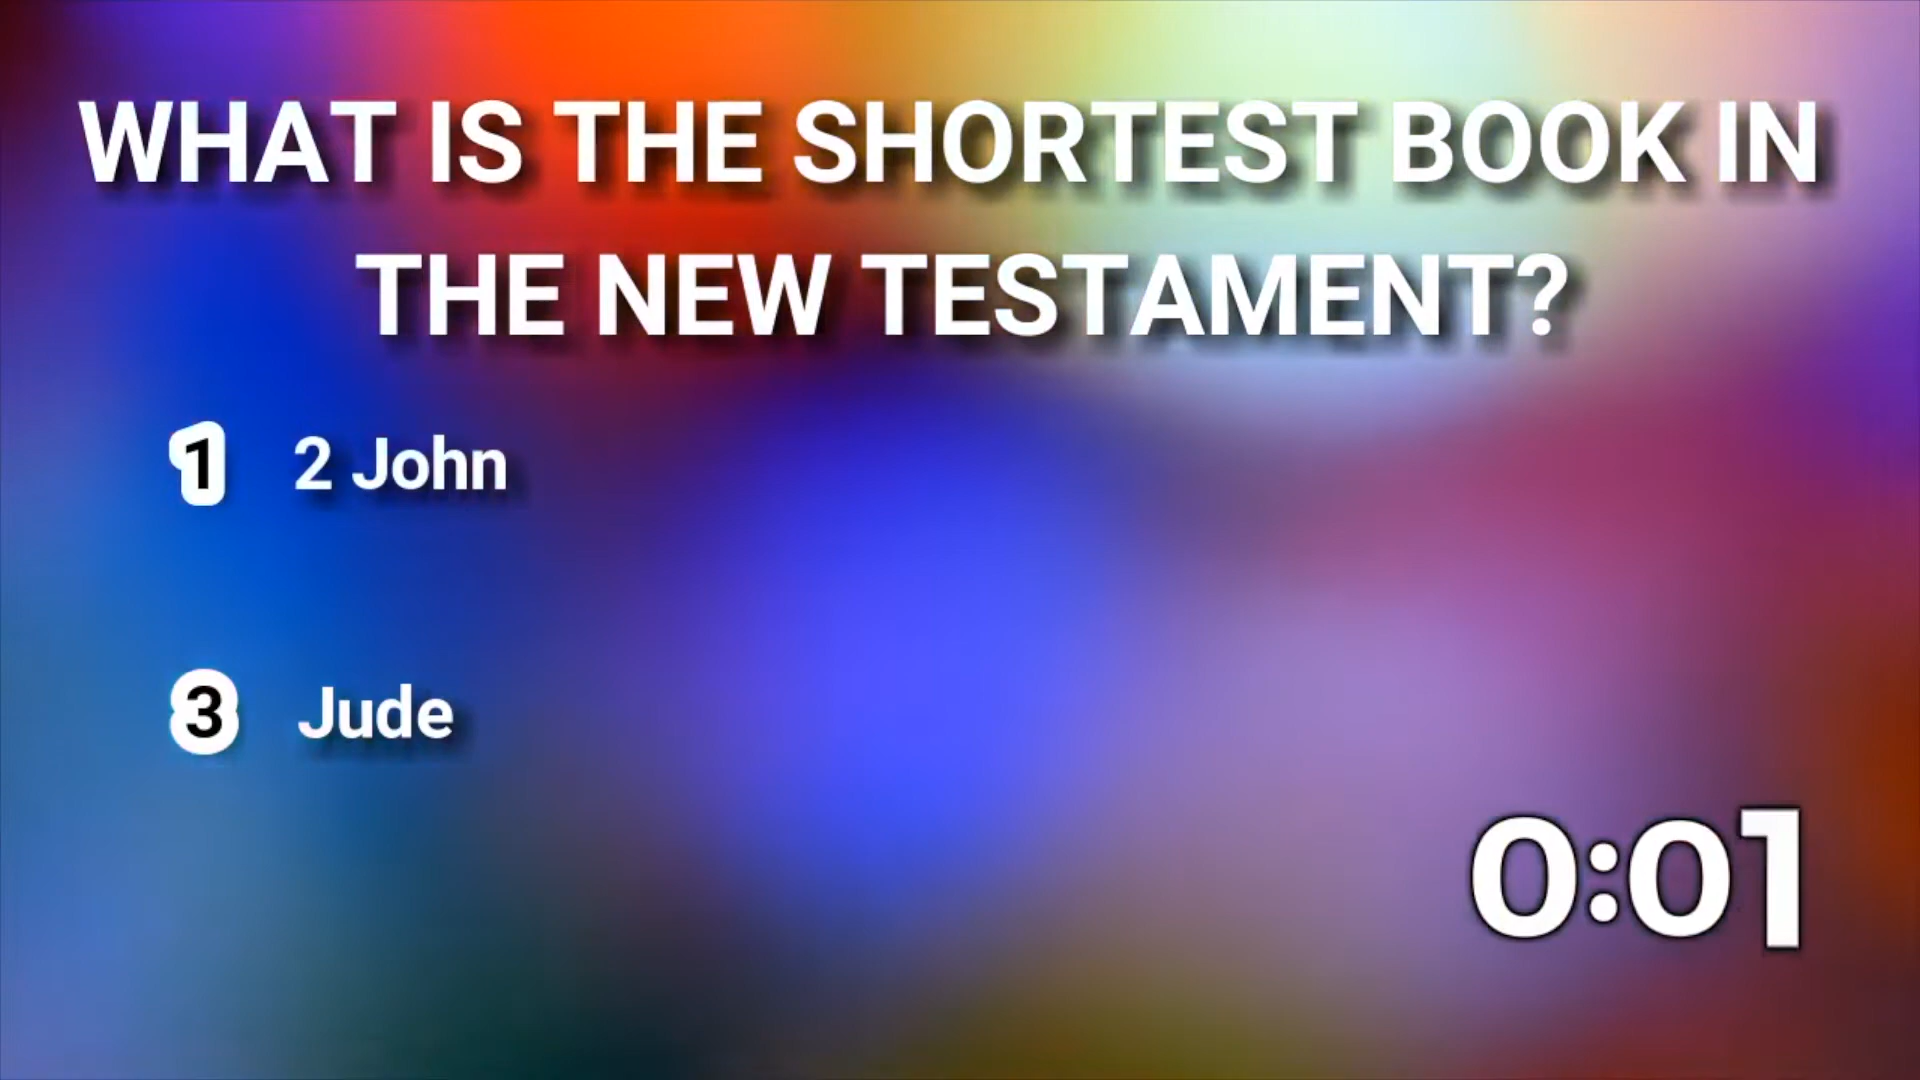 WHAT IS THE SHORTEST BOOK IN
THE NEW TESTAMENT?
1 2 John
3 Jude
0:01